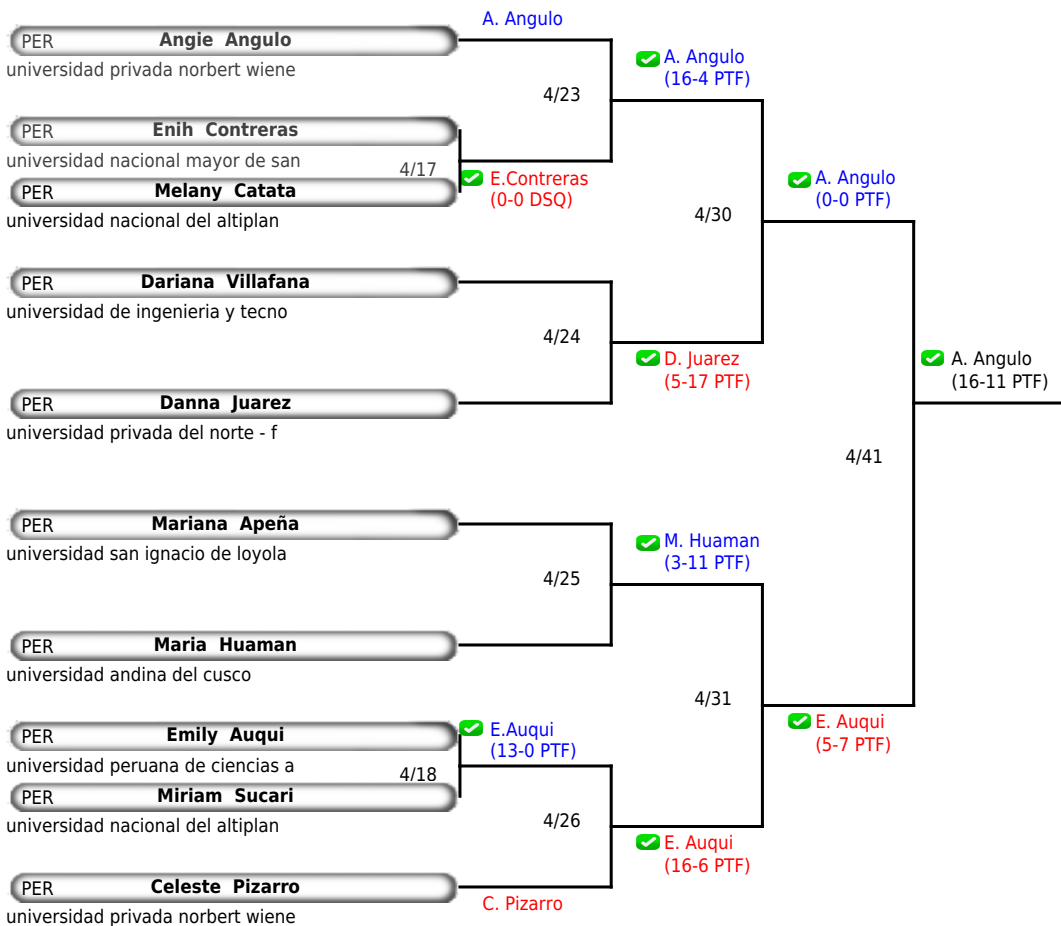 A. Angulo
PER Angie Angulo
universidad privada norbert wiene
A. Angulo
(16-4 PTF)
4/23
PER Enih Contreras
universidad nacional mayor de san
4/17
E.Contreras
(0-0 DSQ)
PER Melany Catata
universidad nacional del altiplan
A. Angulo
(0-0 PTF)
4/30
PER Dariana Villafana
universidad de ingenieria y tecno
4/24
D. Juarez
(5-17 PTF)
A. Angulo
(16-11 PTF)
PER Danna Juarez
universidad privada del norte - f
4/41
PER Mariana Apeña
universidad san ignacio de loyola
M. Huaman
(3-11 PTF)
4/25
PER Maria Huaman
universidad andina del cusco
4/31
E. Auqui
(5-7 PTF)
PER Emily Auqui
E.Auqui
(13-0 PTF)
universidad peruana de ciencias a
4/18
PER Miriam Sucari
universidad nacional del altiplan
4/26
E. Auqui
(16-6 PTF)
PER Celeste Pizarro
C. Pizarro
universidad privada norbert wiene